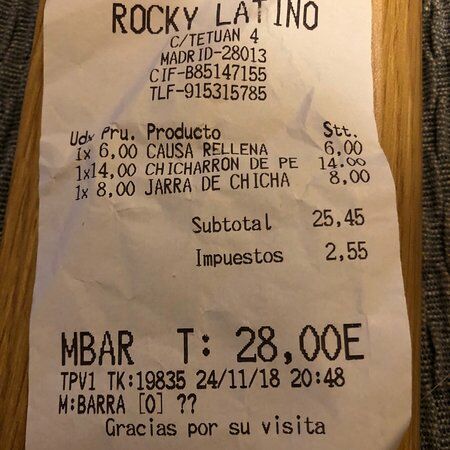 ROCKY LATINO
C/TETUAN 4
MADRID-28013
CIF-B85147155
TLF-915315785
Udv Pru. Producto Stt.
1x 6,00 CAUSA RELLENA 6,00
1x14,00 CHICHARRON DE PE 14,00
1x 8,00 JARRA DE CHICHA 8,00
Subtotal 25,45
Impuestos 2,55
MBAR T: 28,00E
TPV1 TK:19835 24/11/18 20:48
M:BARRA [0] ??
Gracias por su visita